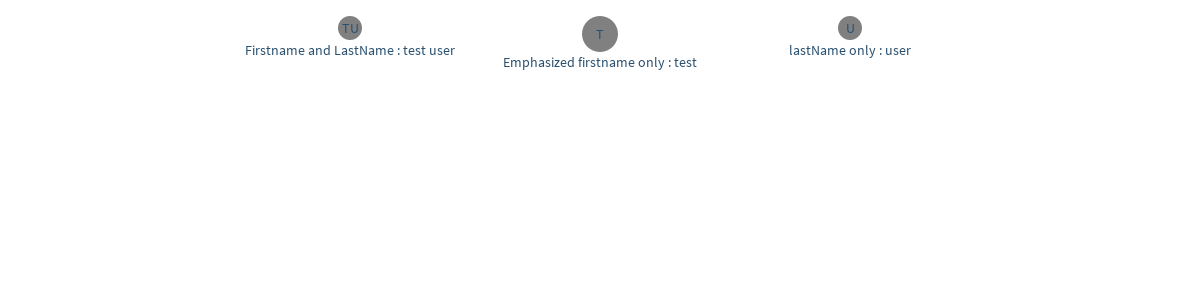 TU
Firstname and LastName : test user
T
Emphasized firstname only : test
U
lastName only : user